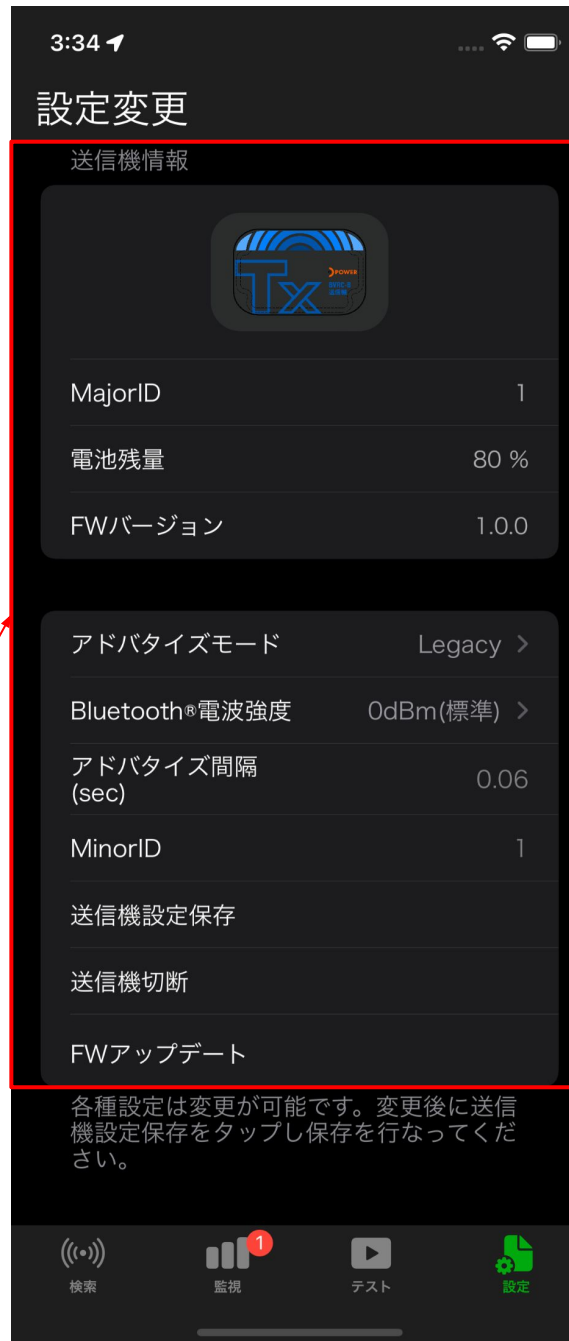 3:34
設定変更
送信機情報
Tx
POWER
MajorID 1
電池残量 80 %
FWバージョン 1.0.0
アドバタイズモード Legacy
Bluetooth®電波強度 0dBm(標準)
アドバタイズ間隔
(sec) 0.06
MinorID 1
送信機設定保存
送信機切断
FWアップデート
各種設定は変更が可能です。変更後に送信
機設定保存をタップし保存を行なってくだ
さい。
1
検索 監視 テスト 設定